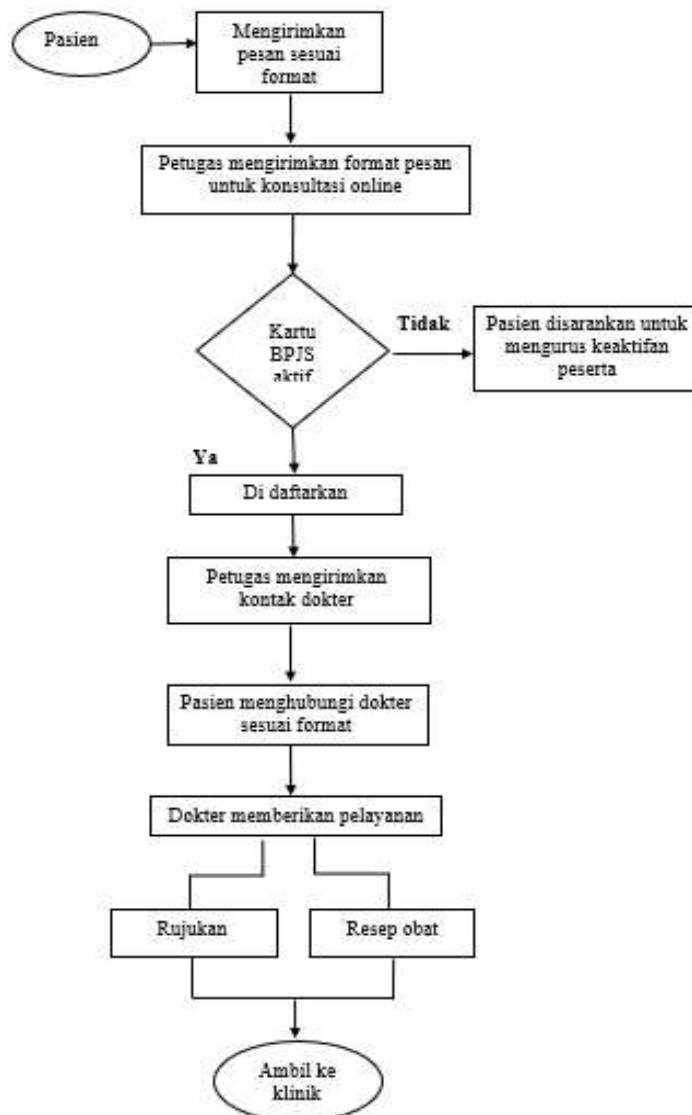 Pasien
Mengirimkan
pesan sesuai
format
Petugas mengirimkan format pesan
untuk konsultasi online
Kartu
BPJS
aktif
Tidak
Pasien disarankan untuk
mengurus keaktifan
peserta
Ya
Di daftarkan
Petugas mengirimkan
kontak dokter
Pasien menghubungi dokter
sesuai format
Dokter memberikan pelayanan
Rujukan
Resep obat
Ambil ke
klinik